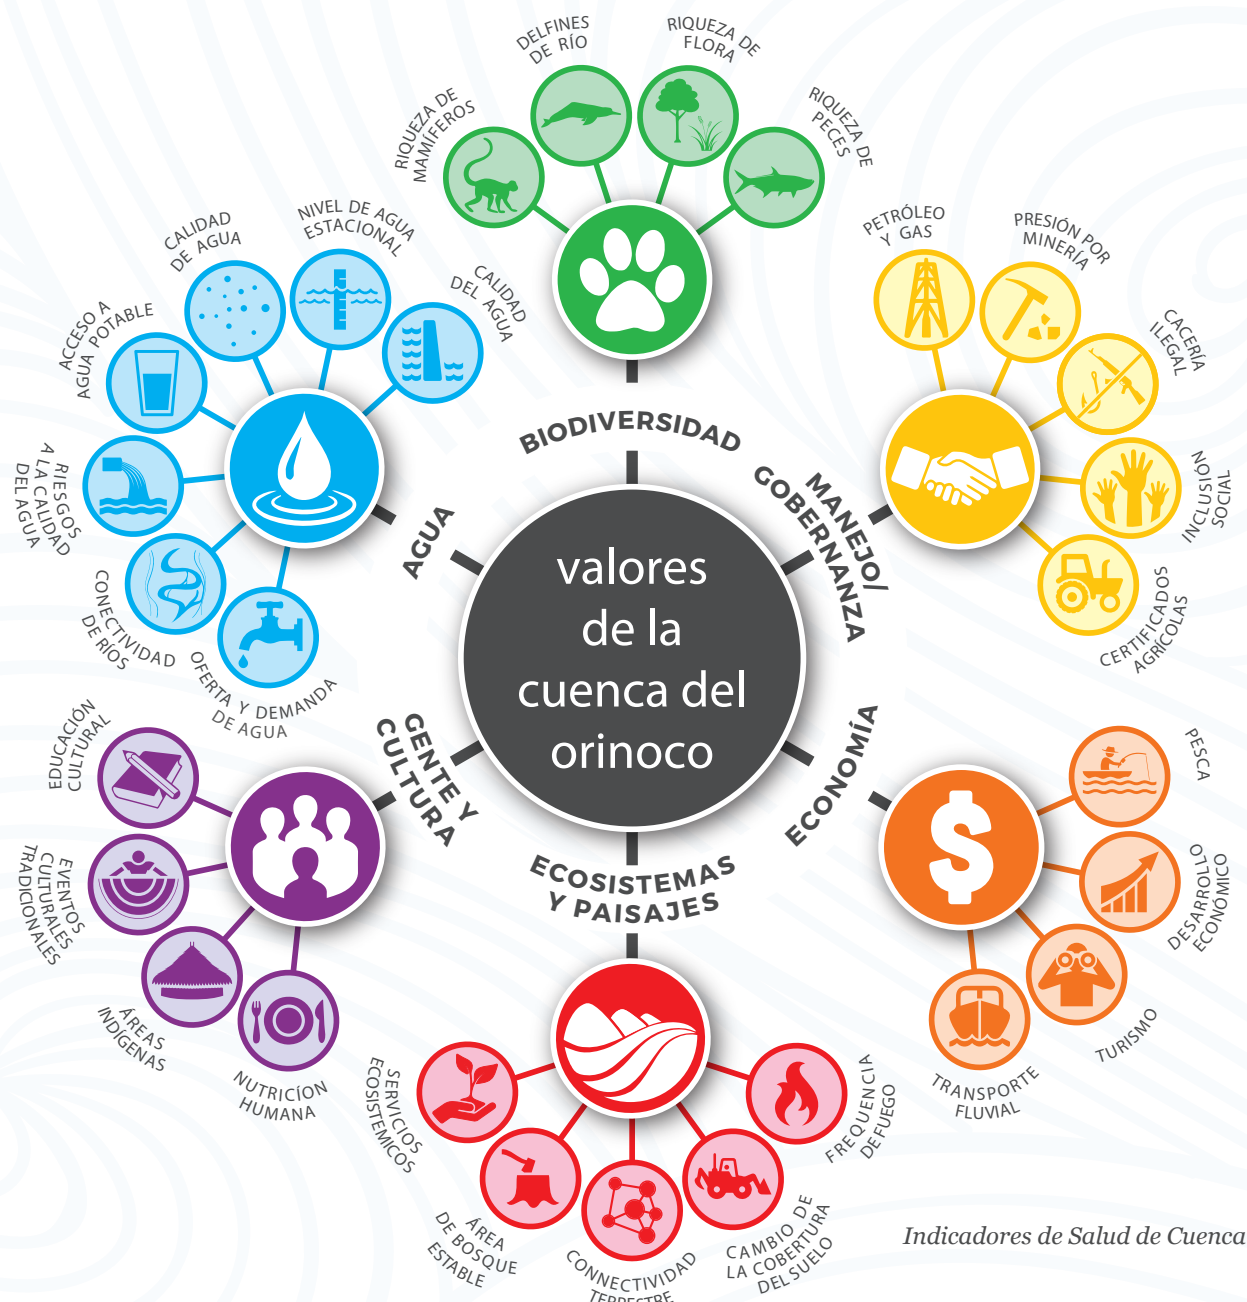 DELFINES
DE RÍO
RIQUEZA DE
FLORA
RIQUEZA DE
MAMÍFEROS
RIQUEZA DE
PECES
BIODIVERSIDAD
NIVEL DE AGUA
ESTACIONAL
CALIDAD
DE AGUA
CALIDAD
DEL AGUA
ACCESO A
AGUA POTABLE
RIESGOS
A LA CALIDAD
DEL AGUA
CONECTIVIDAD
DE RÍOS
OFERTA Y DEMANDA
DE AGUA
AGUA
PETRÓLEO
Y GAS
PRESIÓN POR
MINERÍA
CACERÍA
ILEGAL
INCLUSIÓN
SOCIAL
CERTIFICADOS
AGRÍCOLAS
MANEJO/
GOBERNANZA
valores
de la
cuenca del
orinoco
EDUCACIÓN
CULTURAL
EVENTOS
CULTURALES
TRADICIONALES
ÁREAS
INDÍGENAS
NUTRICÍON
HUMANA
GENTE Y
CULTURA
ECONOMÍA
PESCA
DESARROLLO
ECONÓMICO
TURISMO
TRANSPORTE
FLUVIAL
ECOSISTEMAS
Y PAISAJES
SERVICIOS
ECOSISTEMICOS
ÁREA
DE BOSQUE
ESTABLE
CONNECTIVIDAD
TERRESTRE
CAMBIO DE
LA COBERTURA
DEL SUELO
FREQUENCIA
DE FUEGO
Indicadores de Salud de Cuenca